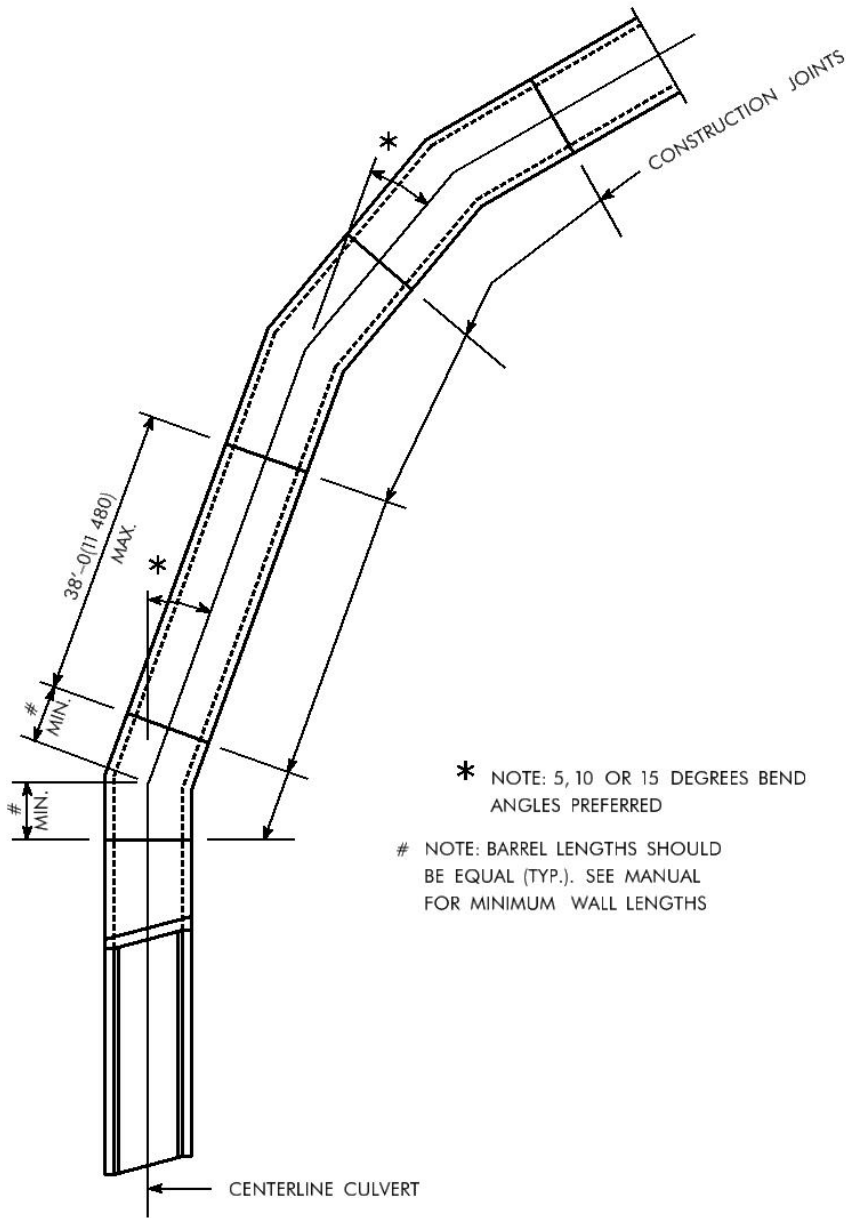 *
CONSTRUCTION JOINTS
38'-0(11 480)
MAX.
*
#
MIN.
#
MIN.
* NOTE: 5, 10 OR 15 DEGREES BEND
ANGLES PREFERRED
# NOTE: BARREL LENGTHS SHOULD
BE EQUAL (TYP.). SEE MANUAL
FOR MINIMUM WALL LENGTHS
CENTERLINE CULVERT